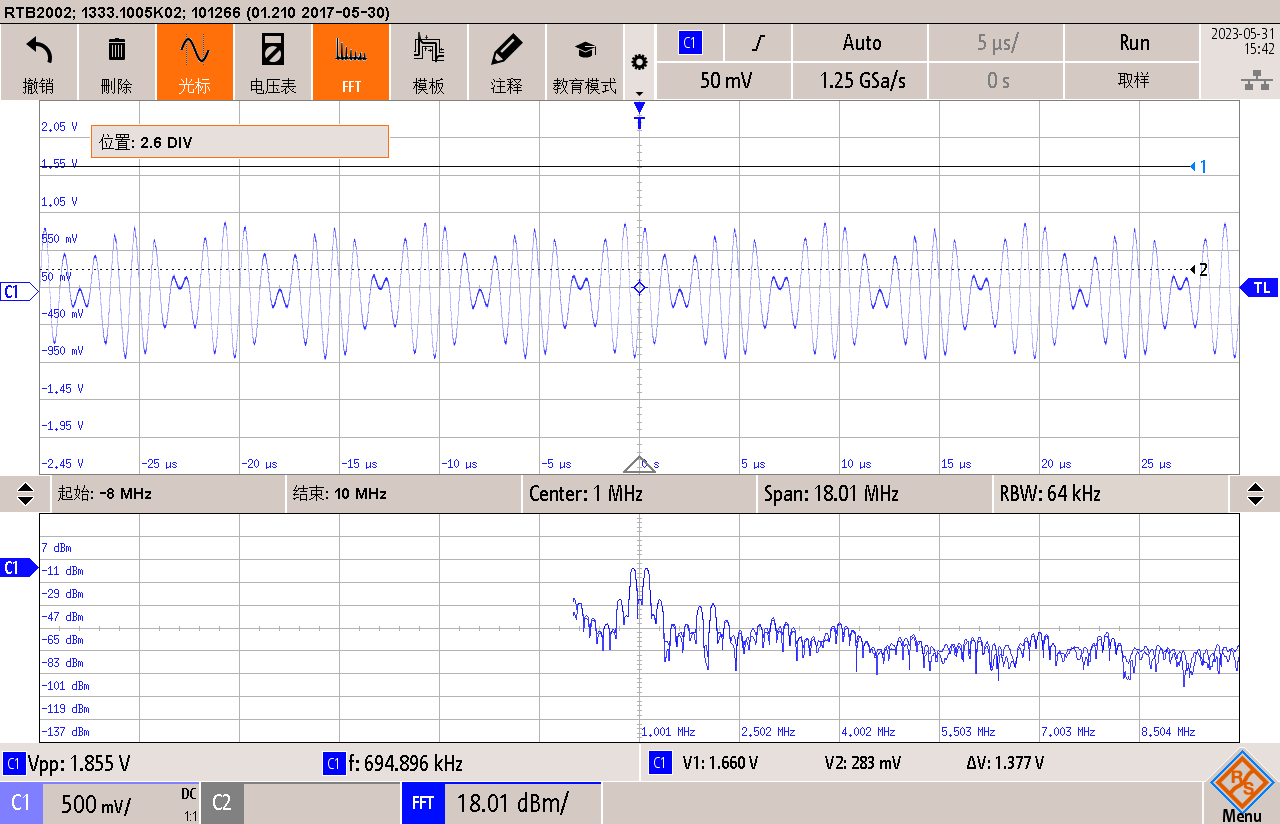 RTB2002; 1333.1005K02; 101266 (01.210 2017-05-30)
撤销 删除 光标 电压表 FFT 模板 注释 教育模式
C1 Auto 5 µs/ Run
50 mV 1.25 GSa/s 0 s 取样
2023-05-31
15:42
T
2.05 V
位置: 2.6 DIV
1.55 V
1
1.05 V
550 mV
50 mV
2
C1
TL
-450 mV
-950 mV
-1.45 V
-1.95 V
-2.45 V -25 µs -20 µs -15 µs -10 µs -5 µs 0 s 5 µs 10 µs 15 µs 20 µs 25 µs
起始: -8 MHz 结束: 10 MHz Center: 1 MHz Span: 18.01 MHz RBW: 64 kHz
7 dBm
C1
-11 dBm
-29 dBm
-47 dBm
-65 dBm
-83 dBm
-101 dBm
-119 dBm
-137 dBm 1.001 MHz 2.502 MHz 4.002 MHz 5.503 MHz 7.003 MHz 8.504 MHz
C1 Vpp: 1.855 V C1 f: 694.896 kHz C1 V1: 1.660 V V2: 283 mV ΔV: 1.377 V
C1 500 mV/ DC 1:1 C2 FFT 18.01 dBm/
R&S
Menu